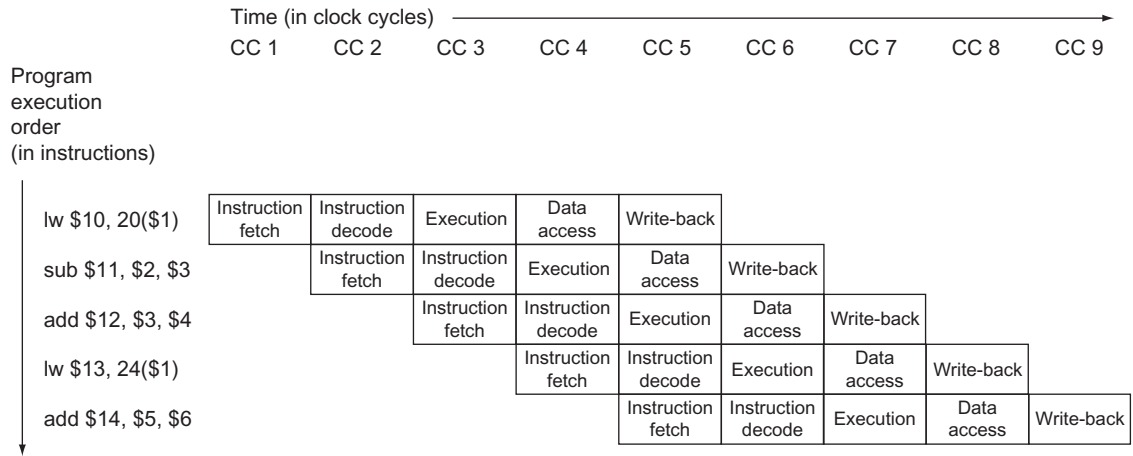 Time (in clock cycles)
CC 1 CC 2 CC 3 CC 4 CC 5 CC 6 CC 7 CC 8 CC 9
Program
execution
order
(in instructions)
lw $10, 20($1) Instruction fetch Instruction decode Execution Data access Write-back
sub $11, $2, $3 Instruction fetch Instruction decode Execution Data access Write-back
add $12, $3, $4 Instruction fetch Instruction decode Execution Data access Write-back
lw $13, 24($1) Instruction fetch Instruction decode Execution Data access Write-back
add $14, $5, $6 Instruction fetch Instruction decode Execution Data access Write-back